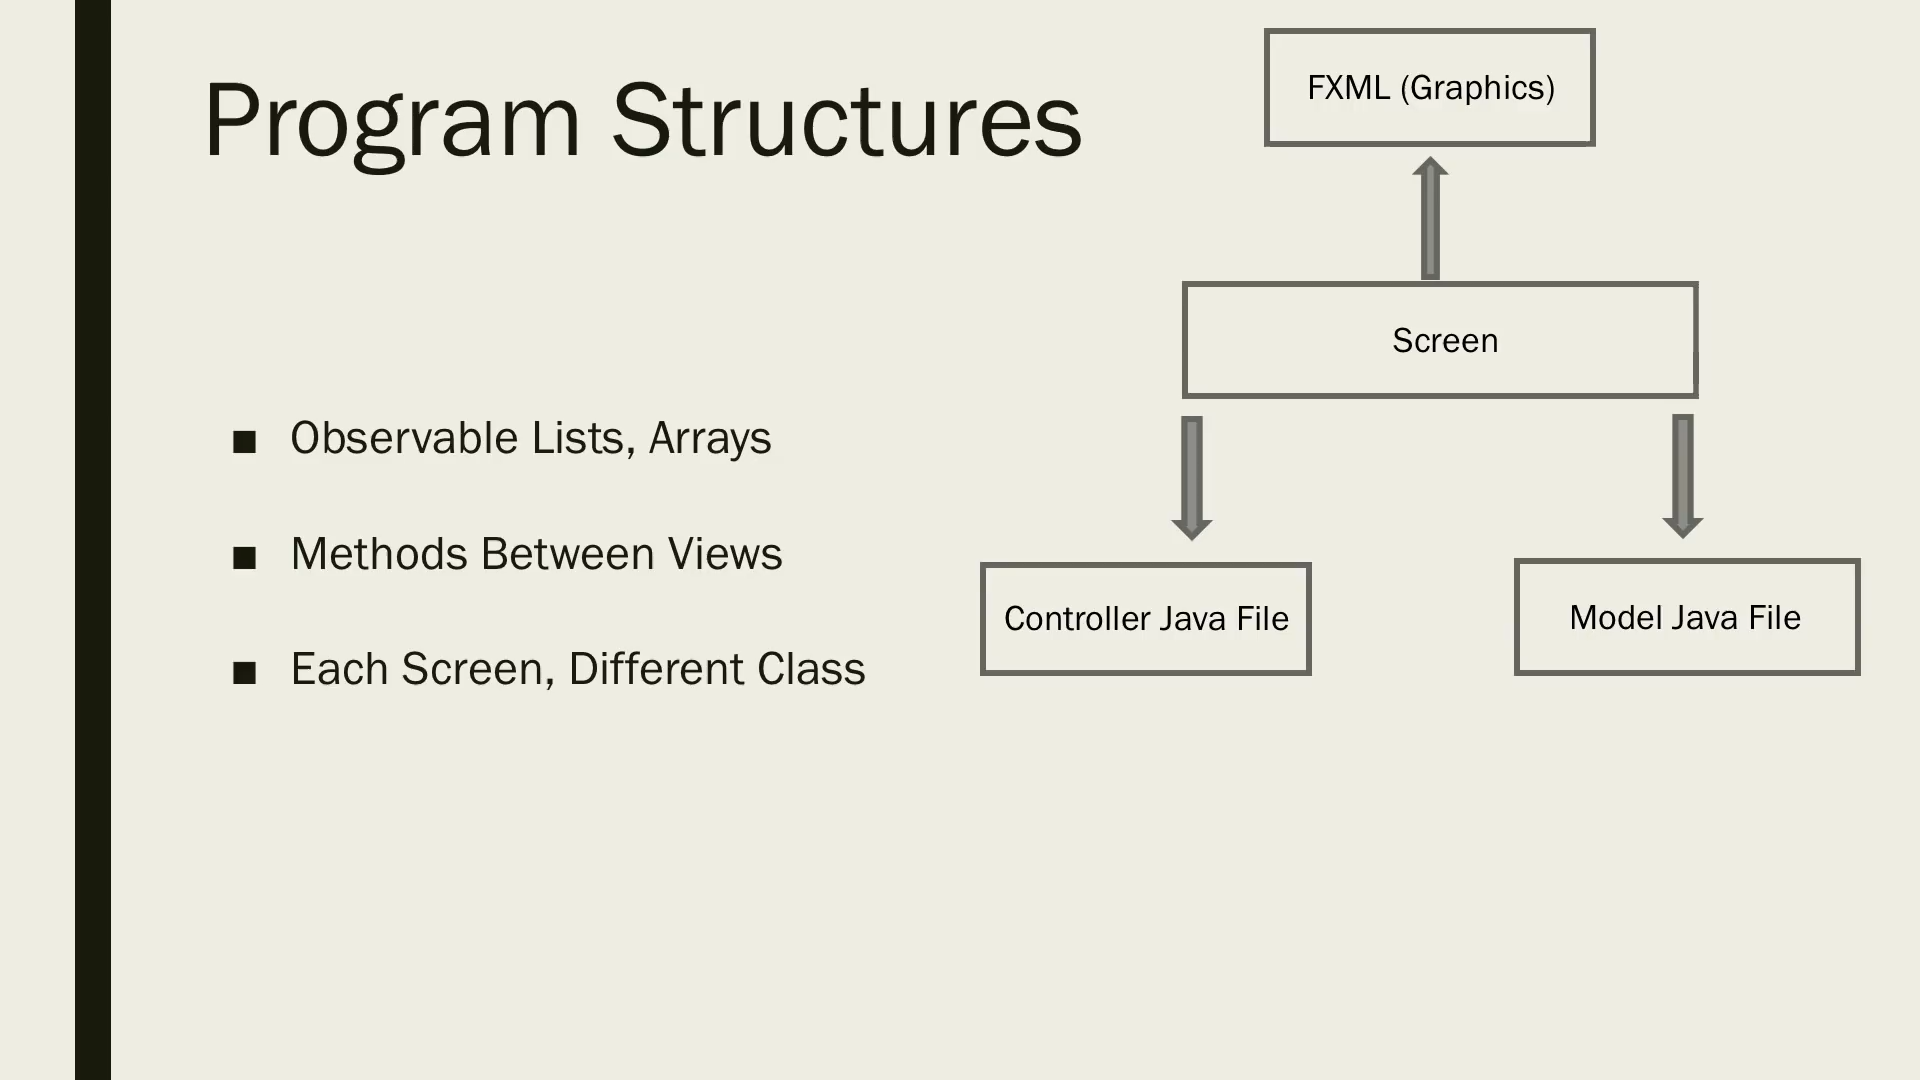 Program Structures
Observable Lists, Arrays
Methods Between Views
Each Screen, Different Class
FXML (Graphics)
Screen
Controller Java File
Model Java File